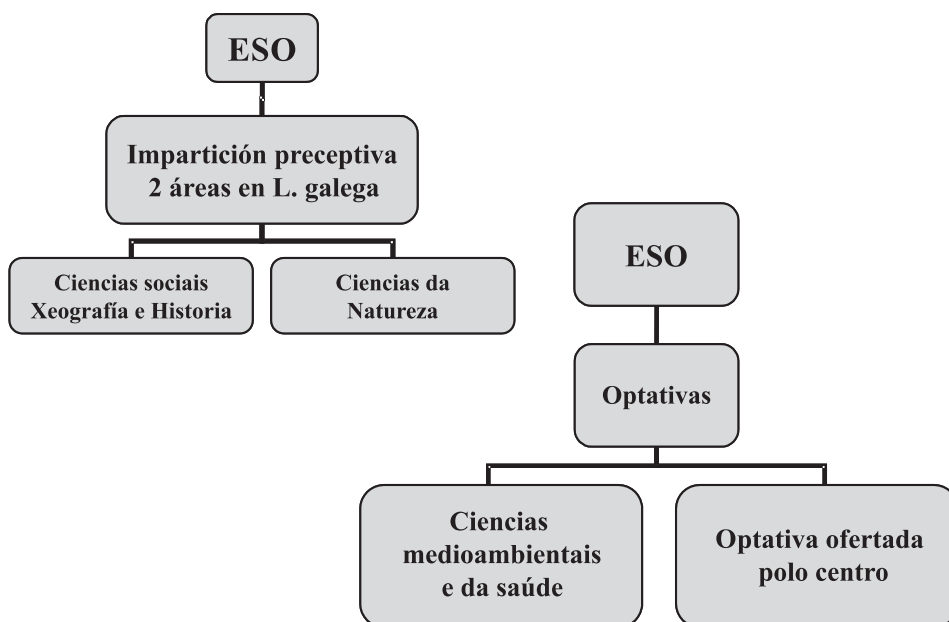 ESO
Impartición preceptiva
2 áreas en L. galega
Ciencias sociais
Xeografía e Historia
Ciencias da
Natureza
ESO
Optativas
Ciencias
medioambientais
e da saúde
Optativa ofertada
polo centro